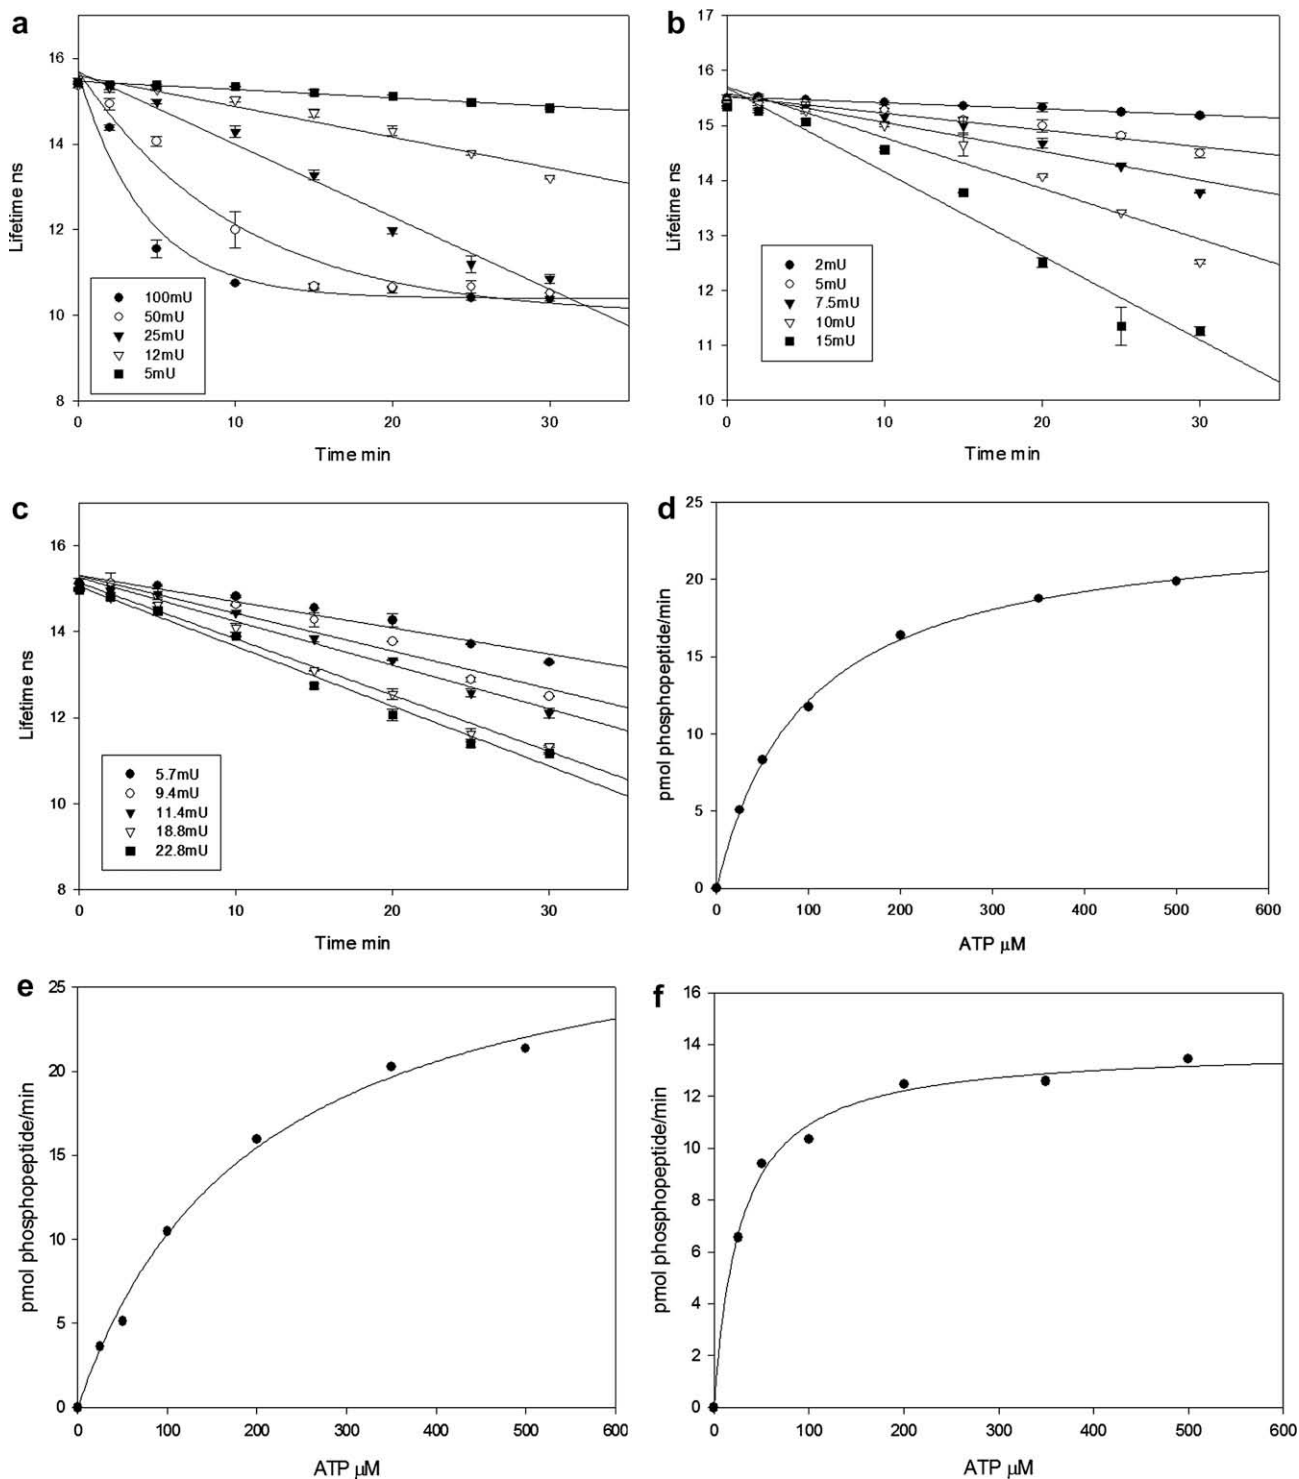 a
Lifetime ns
16
14
12
10
8
100mU
50mU
25mU
12mU
5mU
0 10 20 30
Time min
b
Lifetime ns
17
16
15
14
13
12
11
10
2mU
5mU
7.5mU
10mU
15mU
0 10 20 30
Time min
c
Lifetime ns
16
14
12
10
8
5.7mU
9.4mU
11.4mU
18.8mU
22.8mU
0 10 20 30
Time min
d
pmol phosphopeptide/min
25
20
15
10
5
0
0 100 200 300 400 500 600
ATP μM
e
pmol phosphopeptide/min
25
20
15
10
5
0
0 100 200 300 400 500 600
ATP μM
f
pmol phosphopeptide/min
16
14
12
10
8
6
4
2
0
0 100 200 300 400 500 600
ATP μM